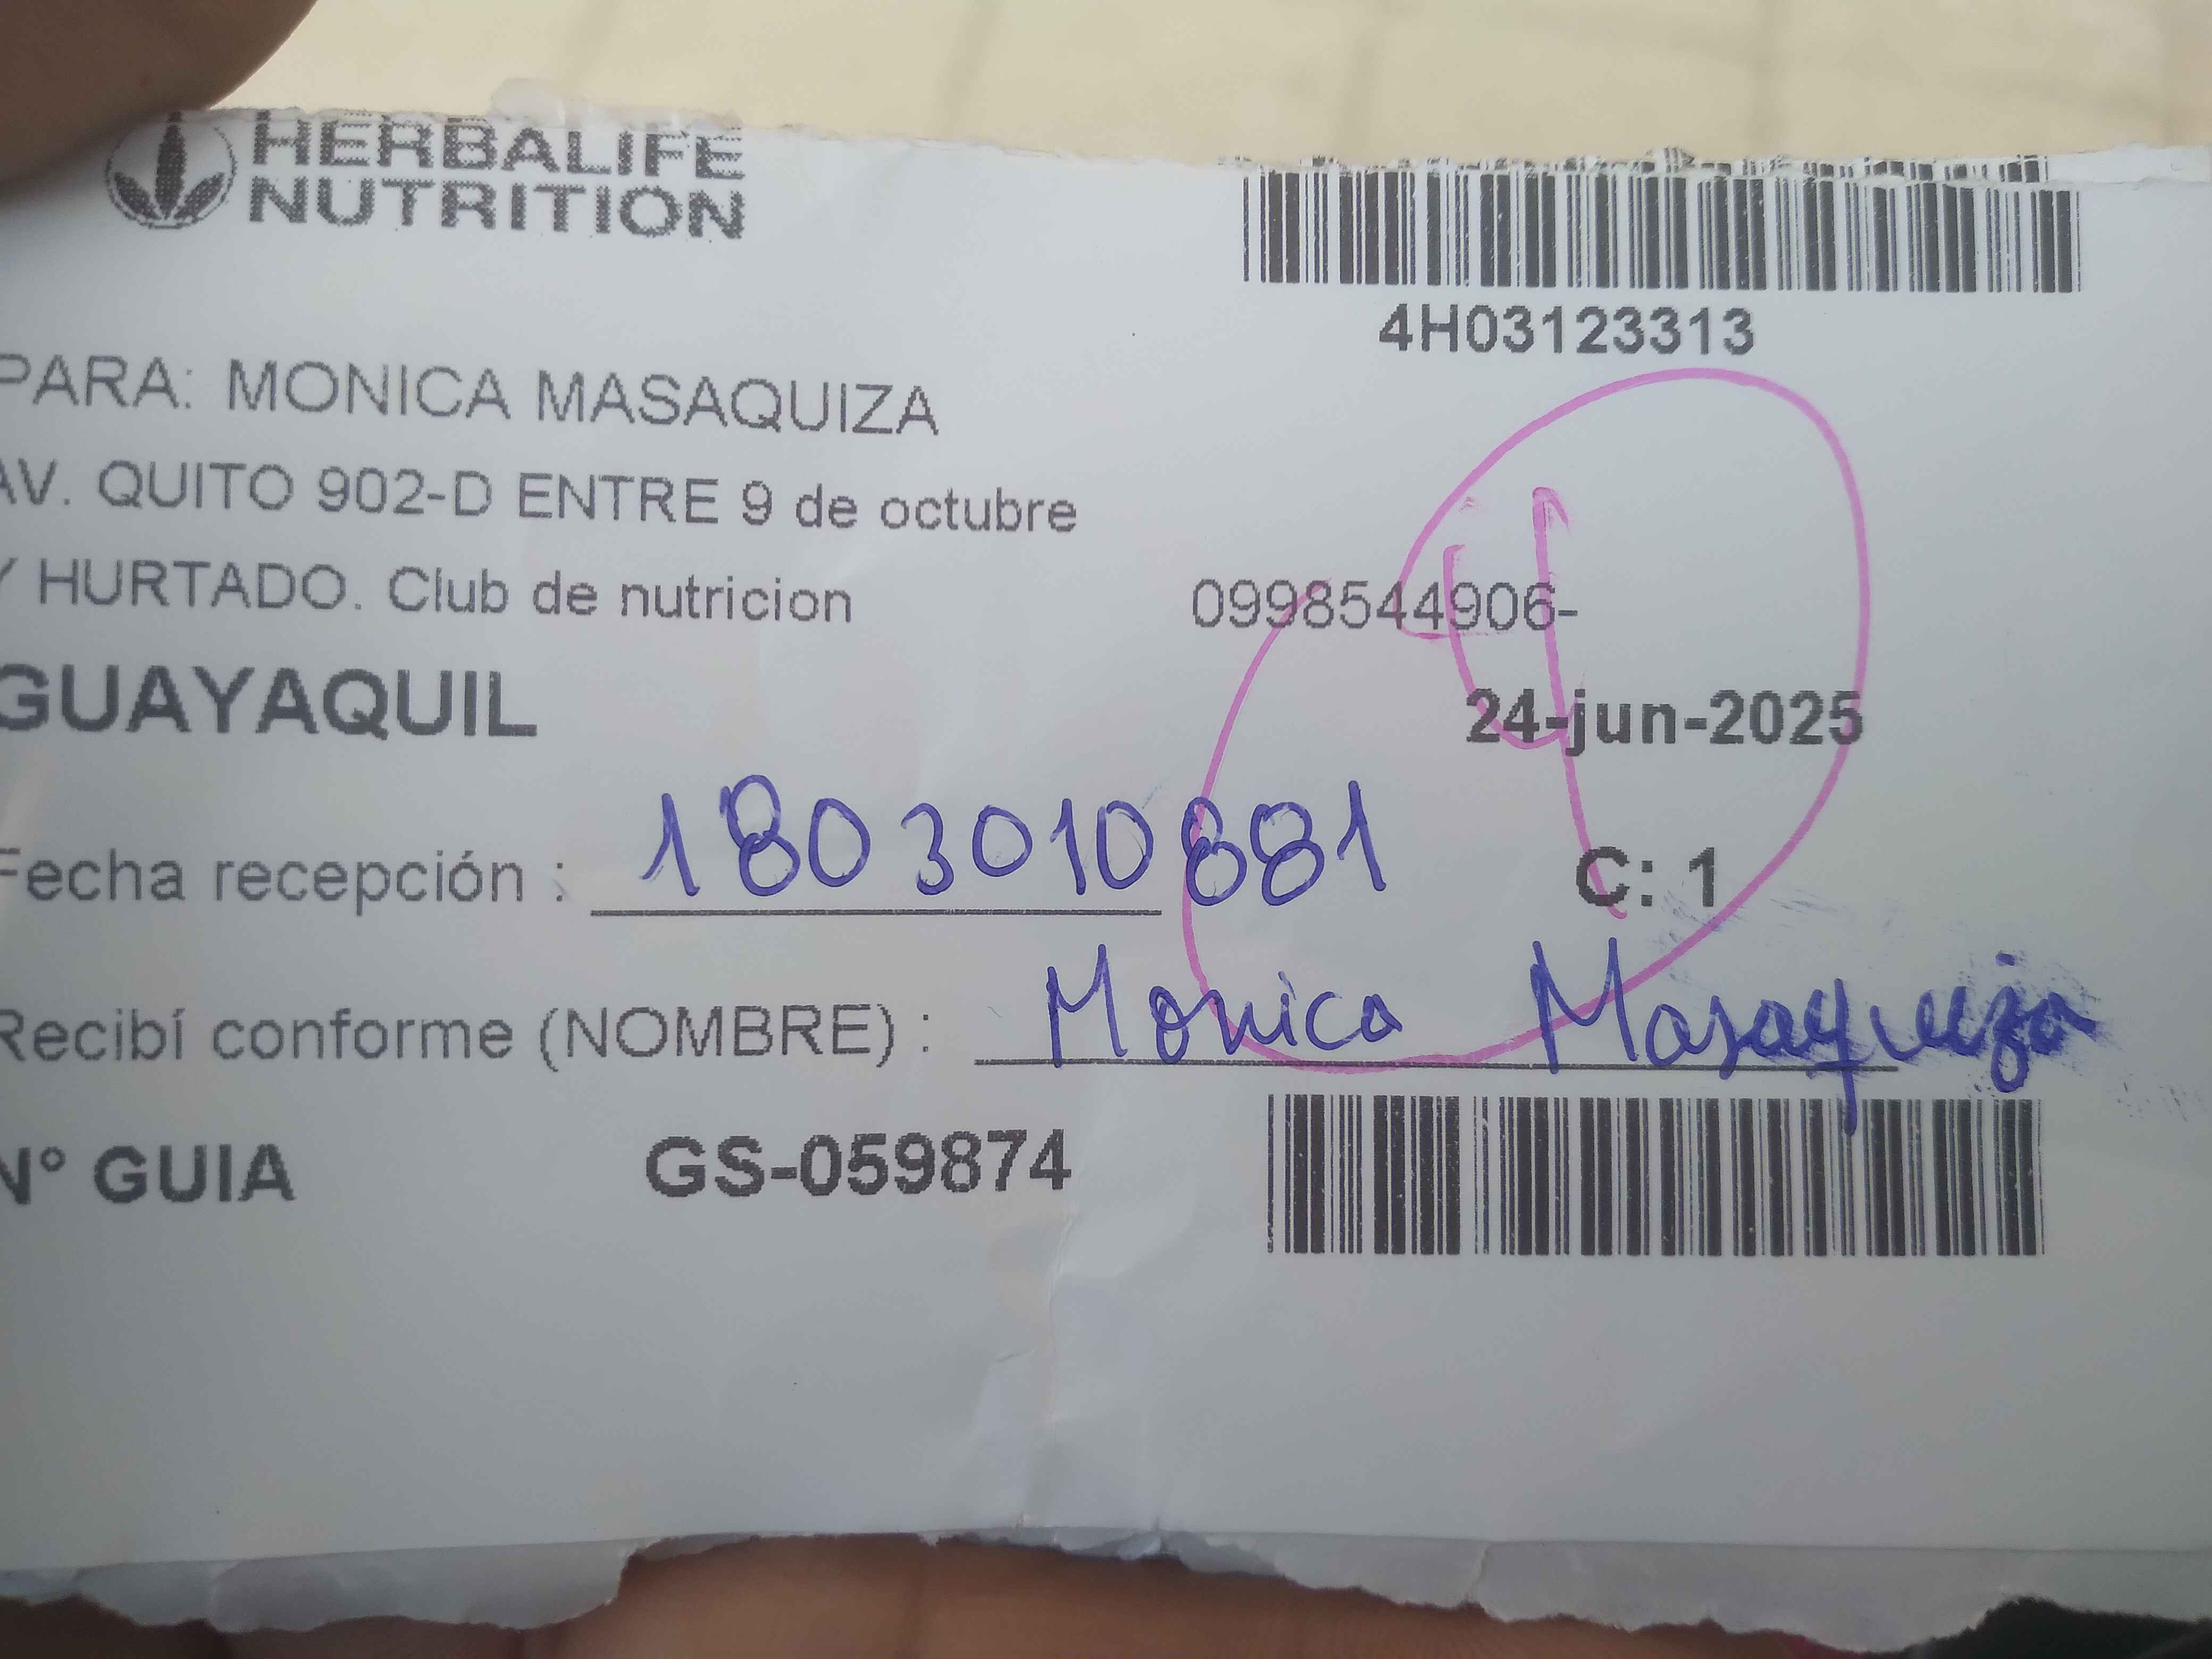 HERBALIFE
NUTRITION
4H03123313
PARA: MONICA MASAQUIZA
AV. QUITO 902-D ENTRE 9 de octubre
Y HURTADO. Club de nutricion
0998544906-
GUAYAQUIL
24-jun-2025
Fecha recepción : 1803010881
C: 1
Recibí conforme (NOMBRE) : Monica Masaquiza
N° GUIA GS-059874